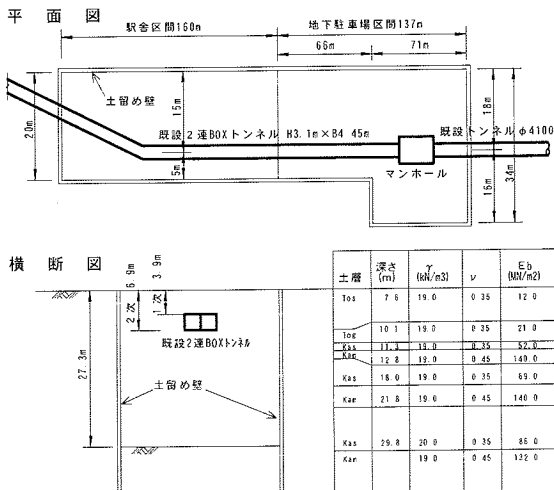 平面図
駅舎区間160m
地下駐車場区間137m
66m
71m
土留め壁
20m
15m
5m
既設2連BOXトンネル H3.1m×B4 45m
既設トンネルφ4100
マンホール
18m
16m
34m
横断図
6.9m
3.9m
2次
1次
既設2連BOXトンネル
27.3m
土留め壁
土層 深さ(m) γ(kN/m3) ν Eb(MN/m2)
Tos 7 6 19.0 0 35 12 0
Tog 10 1 19.0 0 35 21 0
Kas 11.3 19.0 0.35 52.0
Kam 12 8 19.0 0 45 140.0
Kas 18 0 19.0 0 35 69.0
Kam 21 8 19.0 0 45 140 0
Kas 29.8 20 0 0 35 86 0
Kam 19 0 0 45 132 0